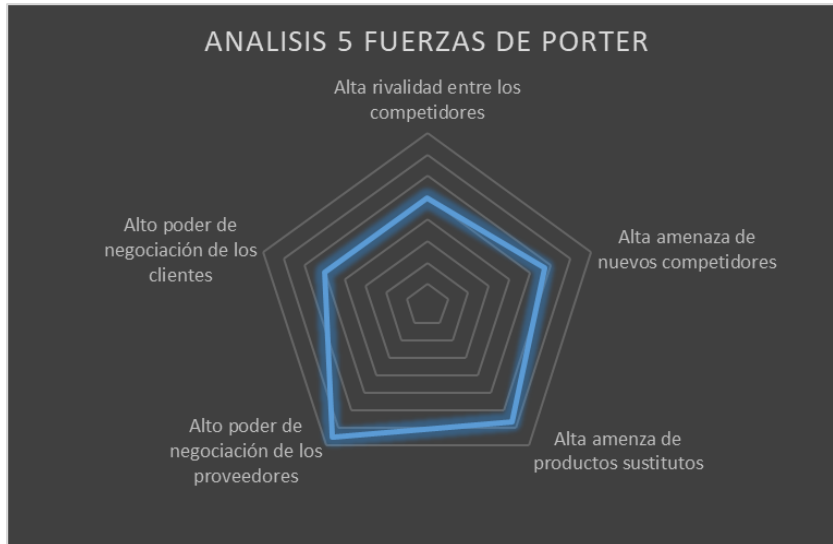 ANALISIS 5 FUERZAS DE PORTER
Alta rivalidad entre los
competidores
Alta amenaza de
nuevos competidores
Alta amenza de
productos sustitutos
Alto poder de
negociación de los
proveedores
Alto poder de
negociación de los
clientes